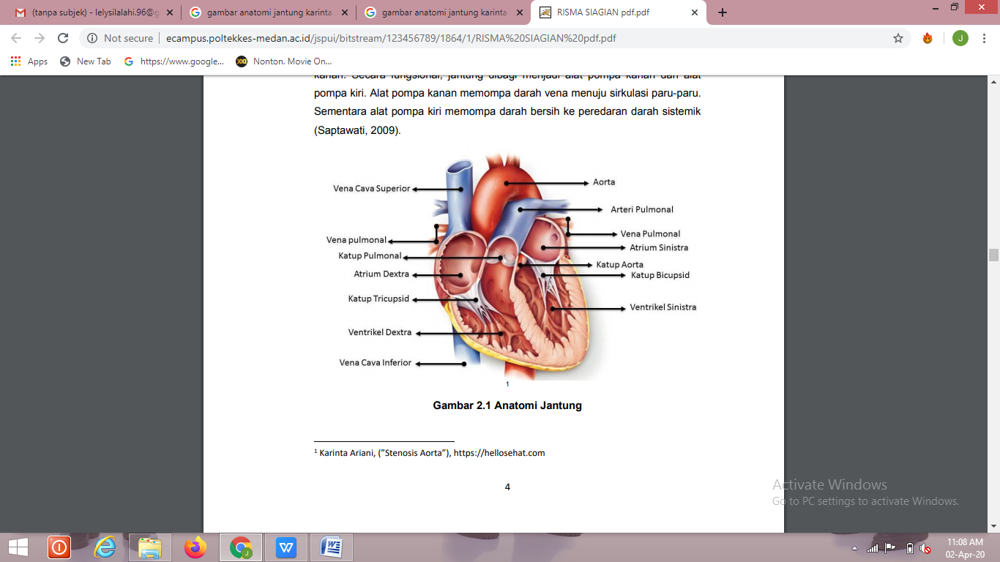 (tanpa subjek) - lelysilalahi.96@g
gambar anatomi jantung karinta
gambar anatomi jantung karinta
RISMA SIAGIAN pdf.pdf
Not secure | ecampus.poltekkes-medan.ac.id/jspui/bitstream/123456789/1864/1/RISMA%20SIAGIAN%20pdf.pdf
J
Apps
New Tab
https://www.google...
Nonton. Movie On...
kanan. Secara fungsional, jantung dibagi menjadi alat pompa kanan dan alat
pompa kiri. Alat pompa kanan memompa darah vena menuju sirkulasi paru-paru.
Sementara alat pompa kiri memompa darah bersih ke peredaran darah sistemik
(Saptawati, 2009).
Vena Cava Superior
Vena pulmonal
Katup Pulmonal
Atrium Dextra
Katup Tricupsid
Ventrikel Dextra
Vena Cava Inferior
Aorta
Arteri Pulmonal
Vena Pulmonal
Atrium Sinistra
Katup Aorta
Katup Bicupsid
Ventrikel Sinistra
1
Gambar 2.1 Anatomi Jantung
1 Karinta Ariani, (”Stenosis Aorta”), https://hellosehat.com
4
Activate Windows
Go to PC settings to activate Windows.
11:08 AM
02-Apr-20